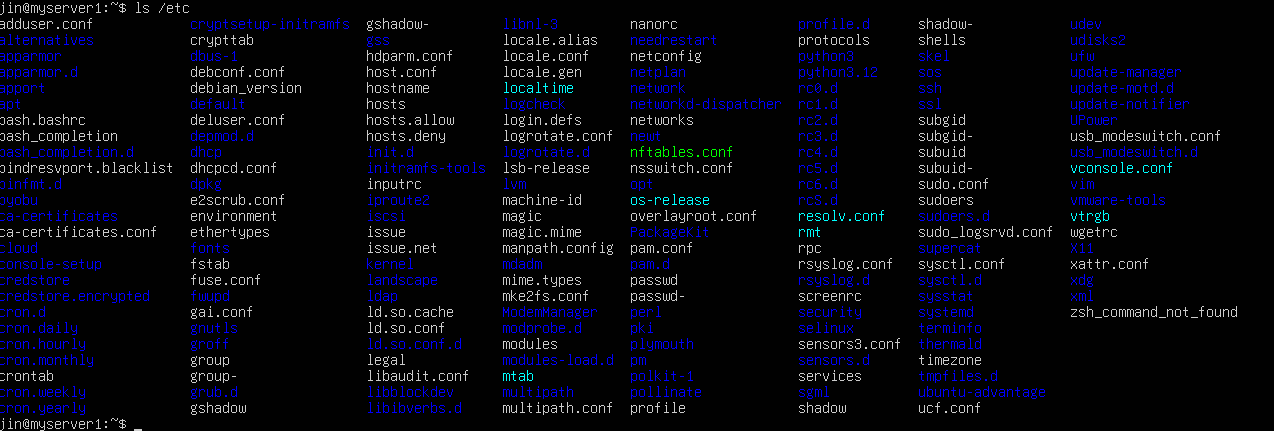 jin@myserver1:~$ ls /etc
adduser.conf cryptsetup-initramfs gshadow- libnl-3 nanorc profile.d shadow- udev
alternatives crypttab gss locale.alias needrestart protocols shells udisks2
apparmor dbus-1 hdparm.conf locale.conf netconfig python3 skel ufw
apparmor.d debconf.conf host.conf locale.gen netplan python3.12 sos update-manager
apport debian_version hostname localtime network rc0.d ssh update-motd.d
apt default hosts logcheck networkd-dispatcher rc1.d ssl update-notifier
bash.bashrc deluser.conf hosts.allow login.defs networks rc2.d subgid UPower
bash_completion depmod.d hosts.deny logrotate.conf newt rc3.d subgid- usb_modeswitch.conf
bash_completion.d dhcp init.d logrotate.d nftables.conf rc4.d subuid usb_modeswitch.d
bindresvport.blacklist dhcpcd.conf initramfs-tools lsb-release nsswitch.conf rc5.d subuid- vconsole.conf
binfmt.d dpkg inputrc lvm opt rc6.d sudo.conf vim
byobu e2scrub.conf iproute2 machine-id os-release rcS.d sudoers vmware-tools
ca-certificates environment iscsi magic overlayroot.conf resolv.conf sudoers.d vtrgb
ca-certificates.conf ethertypes issue magic.mime PackageKit rmt sudo_logsrvd.conf wgetrc
cloud fonts issue.net manpath.config pam.conf rpc supercat X11
console-setup fstab kernel mdadm pam.d rsyslog.conf sysctl.conf xattr.conf
credstore fuse.conf landscape mime.types passwd rsyslog.d sysctl.d xdg
credstore.encrypted fwupd ldap mke2fs.conf passwd- screenrc sysstat xml
cron.d gai.conf ld.so.cache ModemManager perl security systemd zsh_command_not_found
cron.daily gnutls ld.so.conf modprobe.d pki selinux terminfo
cron.hourly groff ld.so.conf.d modules plymouth sensors3.conf thermald
cron.monthly group legal modules-load.d pm sensors.d timezone
crontab group- libaudit.conf mtab polkit-1 services tmpfiles.d
cron.weekly grub.d libblockdev multipath pollinate sgml ubuntu-advantage
cron.yearly gshadow libibverbs.d multipath.conf profile shadow ucf.conf
jin@myserver1:~$ _